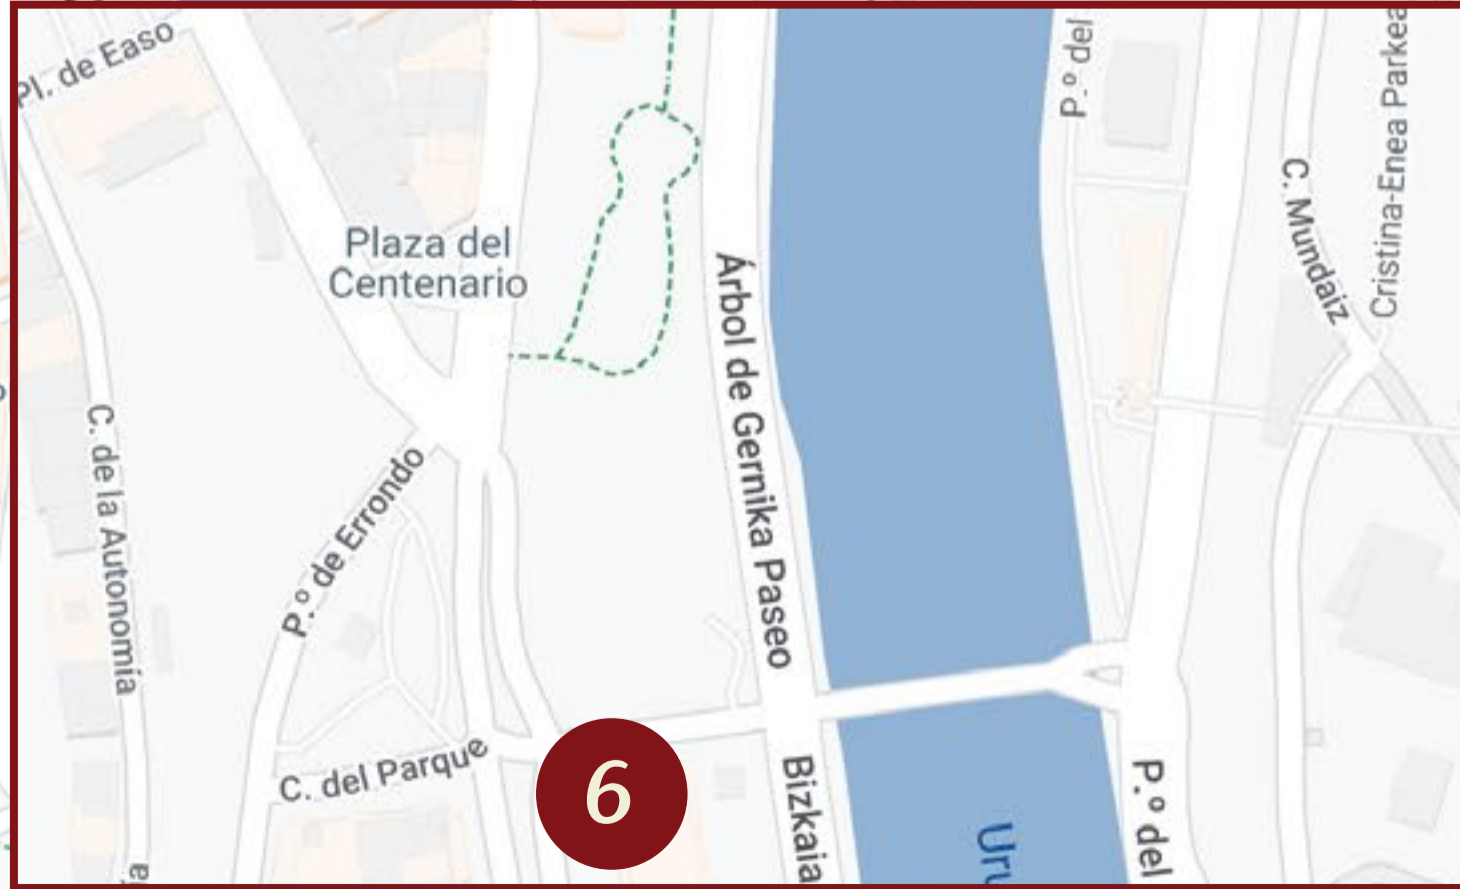 Pl. de Easo
P.º del
Cristina-Enea
C. Mundaiz
Plaza del
Centenario
Árbol de Gernika Paseo
C. de la Autonomía
P.º de Errondo
C. del Parque
6
Bizkaia
P.º del